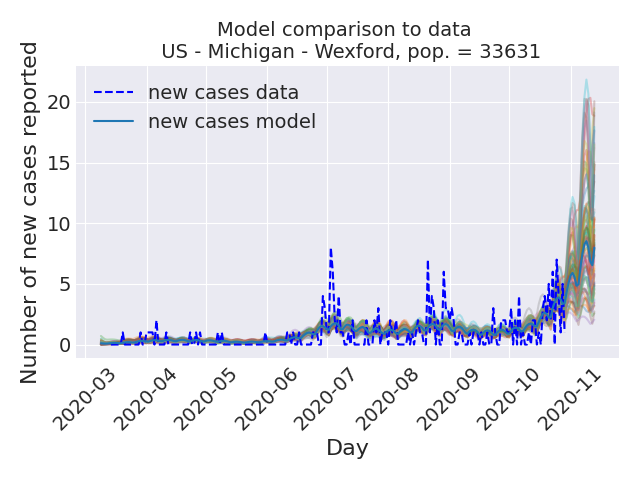 Model comparison to data
US - Michigan - Wexford, pop. = 33631
Number of new cases reported
new cases data
new cases model
20
15
10
5
0
2020-03
2020-04
2020-05
2020-06
2020-07
2020-08
2020-09
2020-10
2020-11
Day